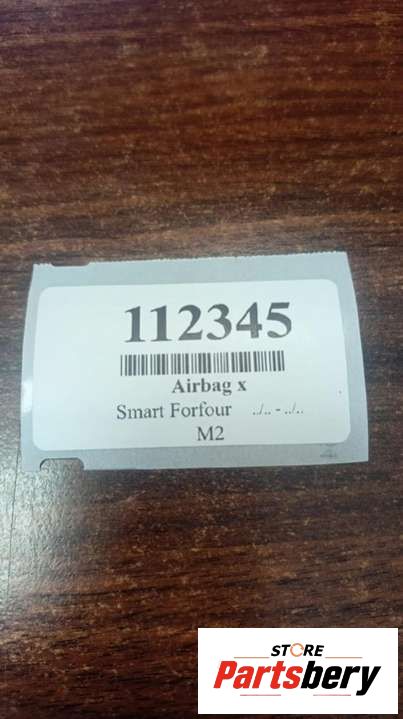 112345
Airbag x
Smart Forfour ../.. - ../..
M2
STORE
Partsbery